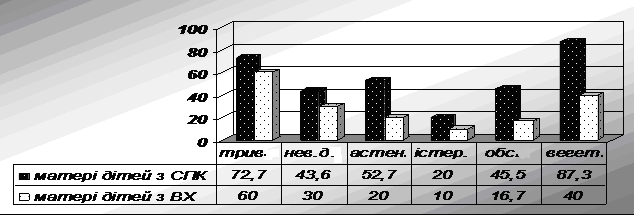 100
80
60
40
20
0
трив. нев.д. астен. істер. обс. вегет.
матері дітей з СПК 72,7 43,6 52,7 20 45,5 87,3
матері дітей з ВХ 60 30 20 10 16,7 40